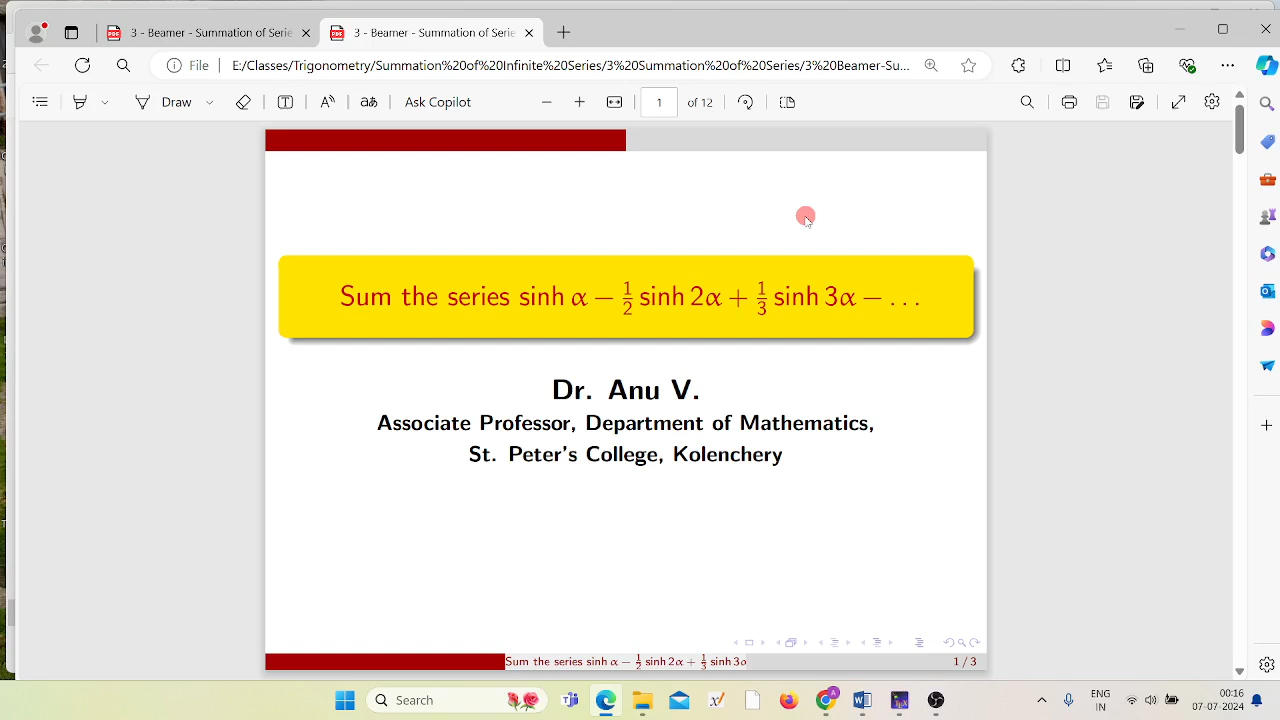 3 - Beamer - Summation of Serie
3 - Beamer - Summation of Serie
File
E:/Classes/Trigonometry/Summation%20of%20Infinite%20Series/3%20Summation%20of%20Series/3%20Beamer-Su...
Draw
Ask Copilot
1 of 12
Sum the series sinh α − 1/2 sinh 2α + 1/3 sinh 3α − . . .
Dr. Anu V.
Associate Professor, Department of Mathematics,
St. Peter's College, Kolenchery
Sum the series sinh α − 1/2 sinh 2α + 1/3 sinh 3α
1 / 3
Search
ENG
IN
00:16
07-07-2024